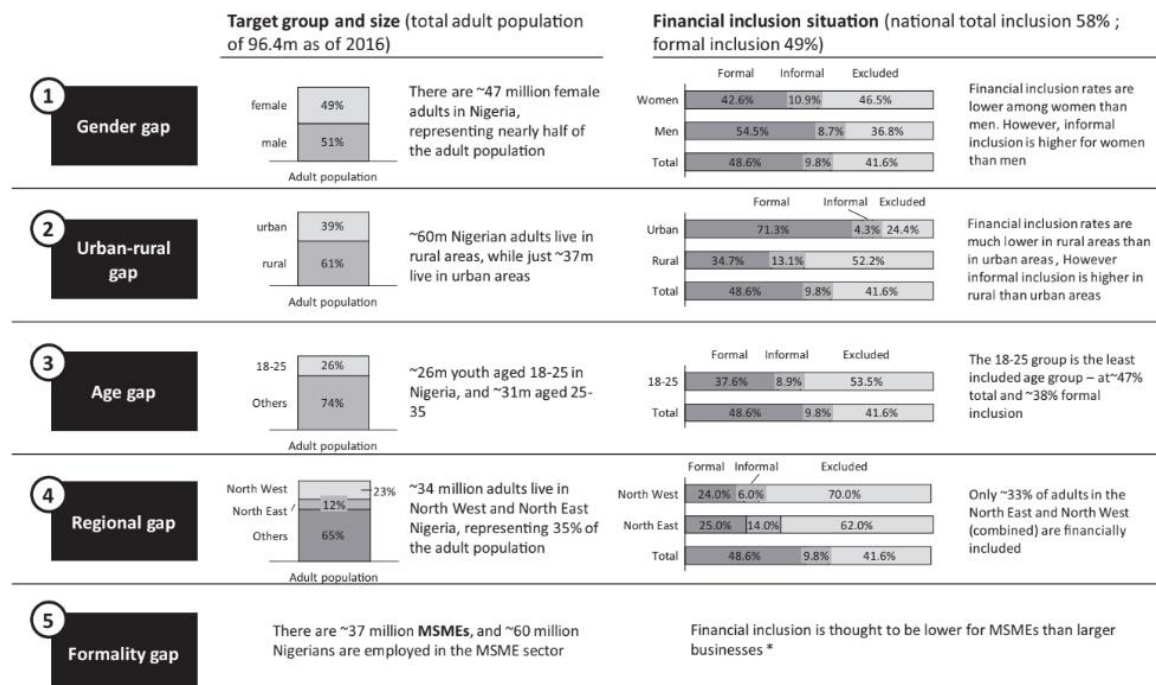 Target group and size (total adult population
of 96.4m as of 2016)
Financial inclusion situation (national total inclusion 58% ;
formal inclusion 49%)
1
Gender gap
female
49%
male
51%
Adult population
There are ~47 million female
adults in Nigeria,
representing nearly half of
the adult population
Formal Informal Excluded
Women 42.6% 10.9% 46.5%
Men 54.5% 8.7% 36.8%
Total 48.6% 9.8% 41.6%
Financial inclusion rates are
lower among women than
men. However, informal
inclusion is higher for women
than men
2
Urban-rural
gap
urban
39%
rural
61%
Adult population
~60m Nigerian adults live in
rural areas, while just ~37m
live in urban areas
Formal Informal Excluded
Urban 71.3% 4.3% 24.4%
Rural 34.7% 13.1% 52.2%
Total 48.6% 9.8% 41.6%
Financial inclusion rates are
much lower in rural areas than
in urban areas , However
informal inclusion is higher in
rural than urban areas
3
Age gap
18-25
26%
Others
74%
Adult population
~26m youth aged 18-25 in
Nigeria, and ~31m aged 25-
35
Formal Informal Excluded
18-25 37.6% 8.9% 53.5%
Total 48.6% 9.8% 41.6%
The 18-25 group is the least
included age group – at~47%
total and ~38% formal
inclusion
4
Regional gap
North West
23%
North East
12%
Others
65%
Adult population
~34 million adults live in
North West and North East
Nigeria, representing 35% of
the adult population
Formal Informal Excluded
North West 24.0% 6.0% 70.0%
North East 25.0% 14.0% 62.0%
Total 48.6% 9.8% 41.6%
Only ~33% of adults in the
North East and North West
(combined) are financially
included
5
Formality gap
There are ~37 million MSMEs, and ~60 million
Nigerians are employed in the MSME sector
Financial inclusion is thought to be lower for MSMEs than larger
businesses *